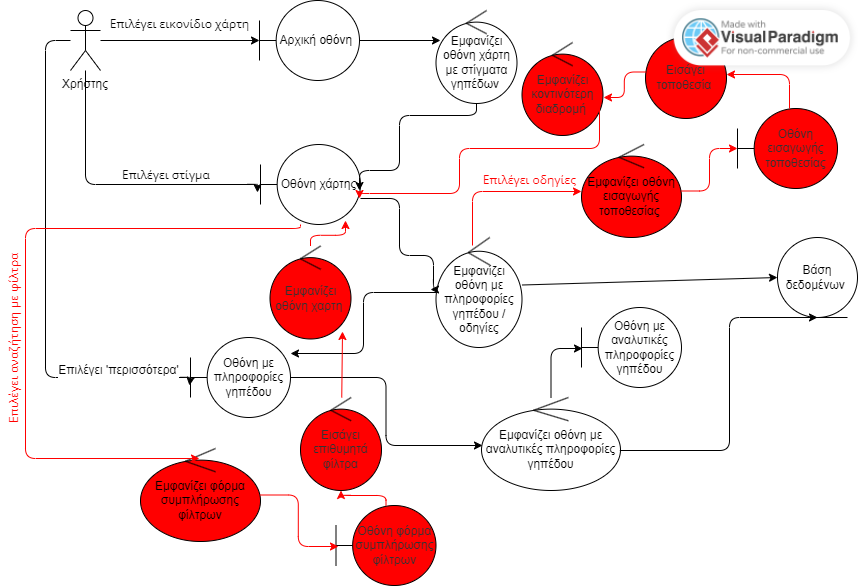 Επιλέγει εικονίδιο χάρτη
Αρχική οθόνη
Εμφανίζει
οθόνη χάρτη
με στίγματα
γηπέδων
Made with
VisualParadigm
For non-commercial use
Χρήστης
Εμφανίζει
καντινότερη
διαδρομή
Εισάγει
τοποθεσία
Οθόνη
εισαγωγής
τοποθεσίας
Επιλέγει στίγμα
Οθόνη χάρτης
Επιλέγει οδηγίες
Εμφανίζει οθόνη
εισαγωγής
τοποθεσίας
Επιλέγει αναζήτηση με φίλτρα
Εμφανίζει
οθόνη χάρτη
Εμφανίζει
οθόνη με
πληροφορίες
γηπέδου /
οδηγίες
Βάση
δεδομένων
Επιλέγει 'περισσότερα'
Οθόνη με
πληροφορίες
γηπέδου
Οθόνη με
αναλυτικές
πληροφορίες
γηπέδου
Εισάγει
επιθυμητά
φίλτρα
Εμφανίζει οθόνη με
αναλυτικές πληροφορίες
γηπέδου
Εμφανίζει φόρμα
συμπλήρωσης
φίλτρων
Οθόνη φόρμα
συμπλήρωσης
φίλτρων